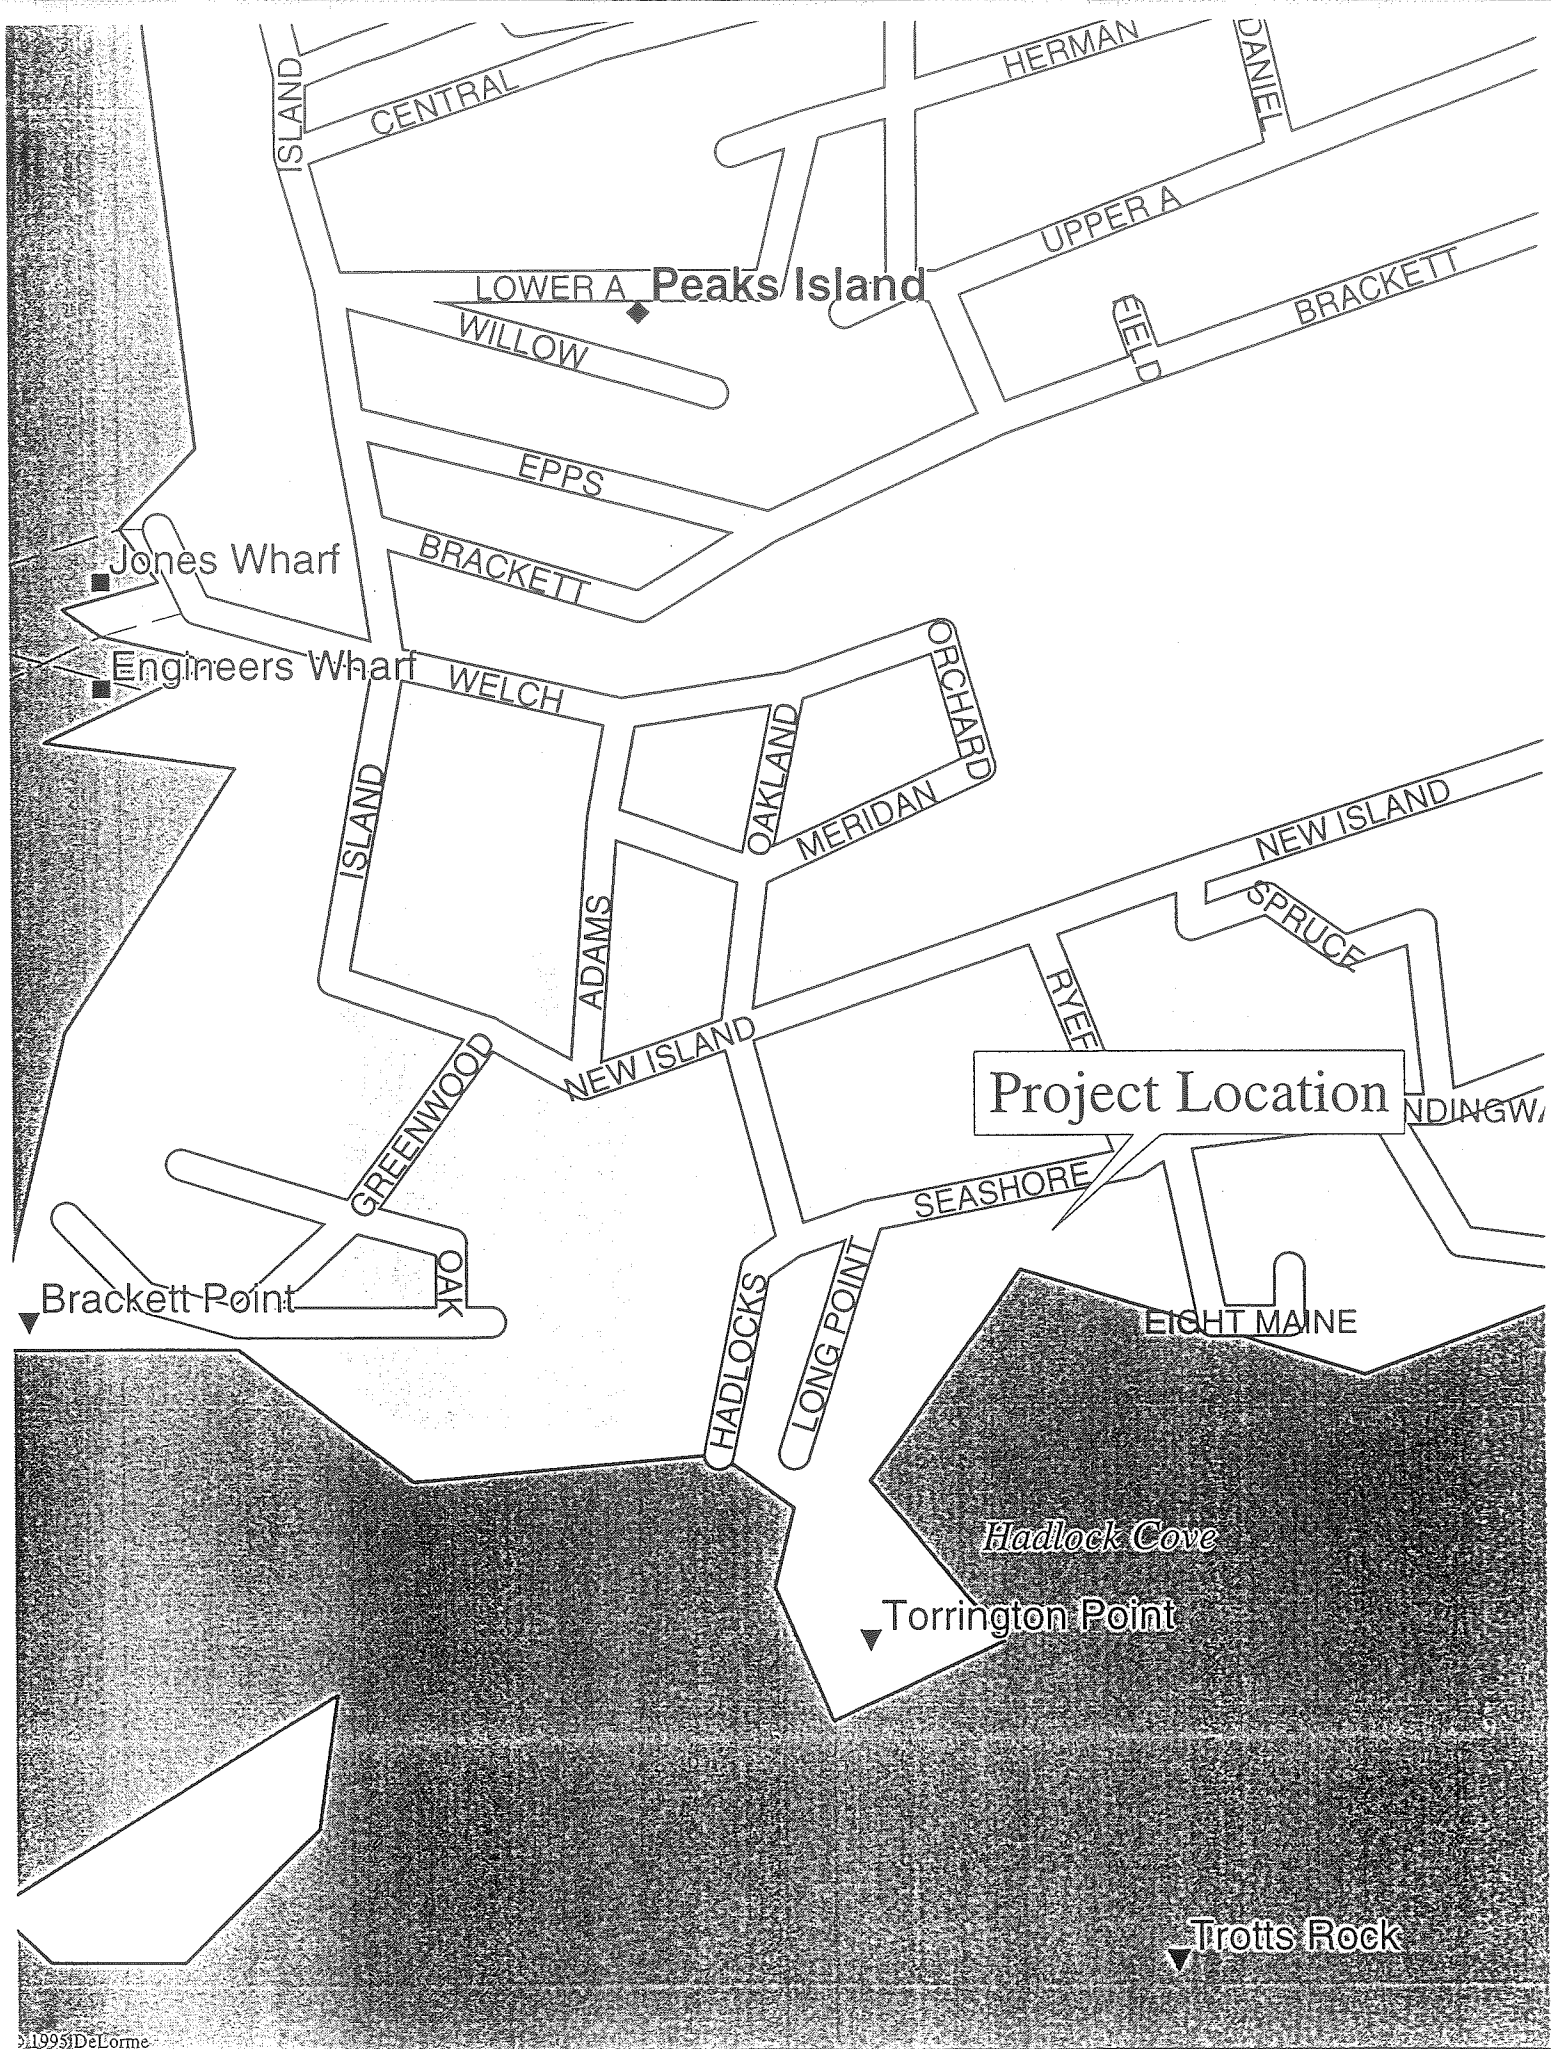 HERMAN
DANIEL
ISLAND
CENTRAL
UPPER A
LOWER A
Peaks Island
BRACKETT
FIELD
WILLOW
EPPS
BRACKETT
Jones Wharf
ORCHARD
Engineers Wharf
WELCH
OAKLAND
ISLAND
MERIDAN
NEW ISLAND
SPRUCE
ADAMS
RYEF
NEW ISLAND
GREENWOOD
Project Location
NDINGWA
SEASHORE
OAK
Brackett Point
HADLOCKS
LONG POINT
EIGHT MAINE
Hadlock Cove
Torrington Point
Trotts Rock
© 1995 DeLorme